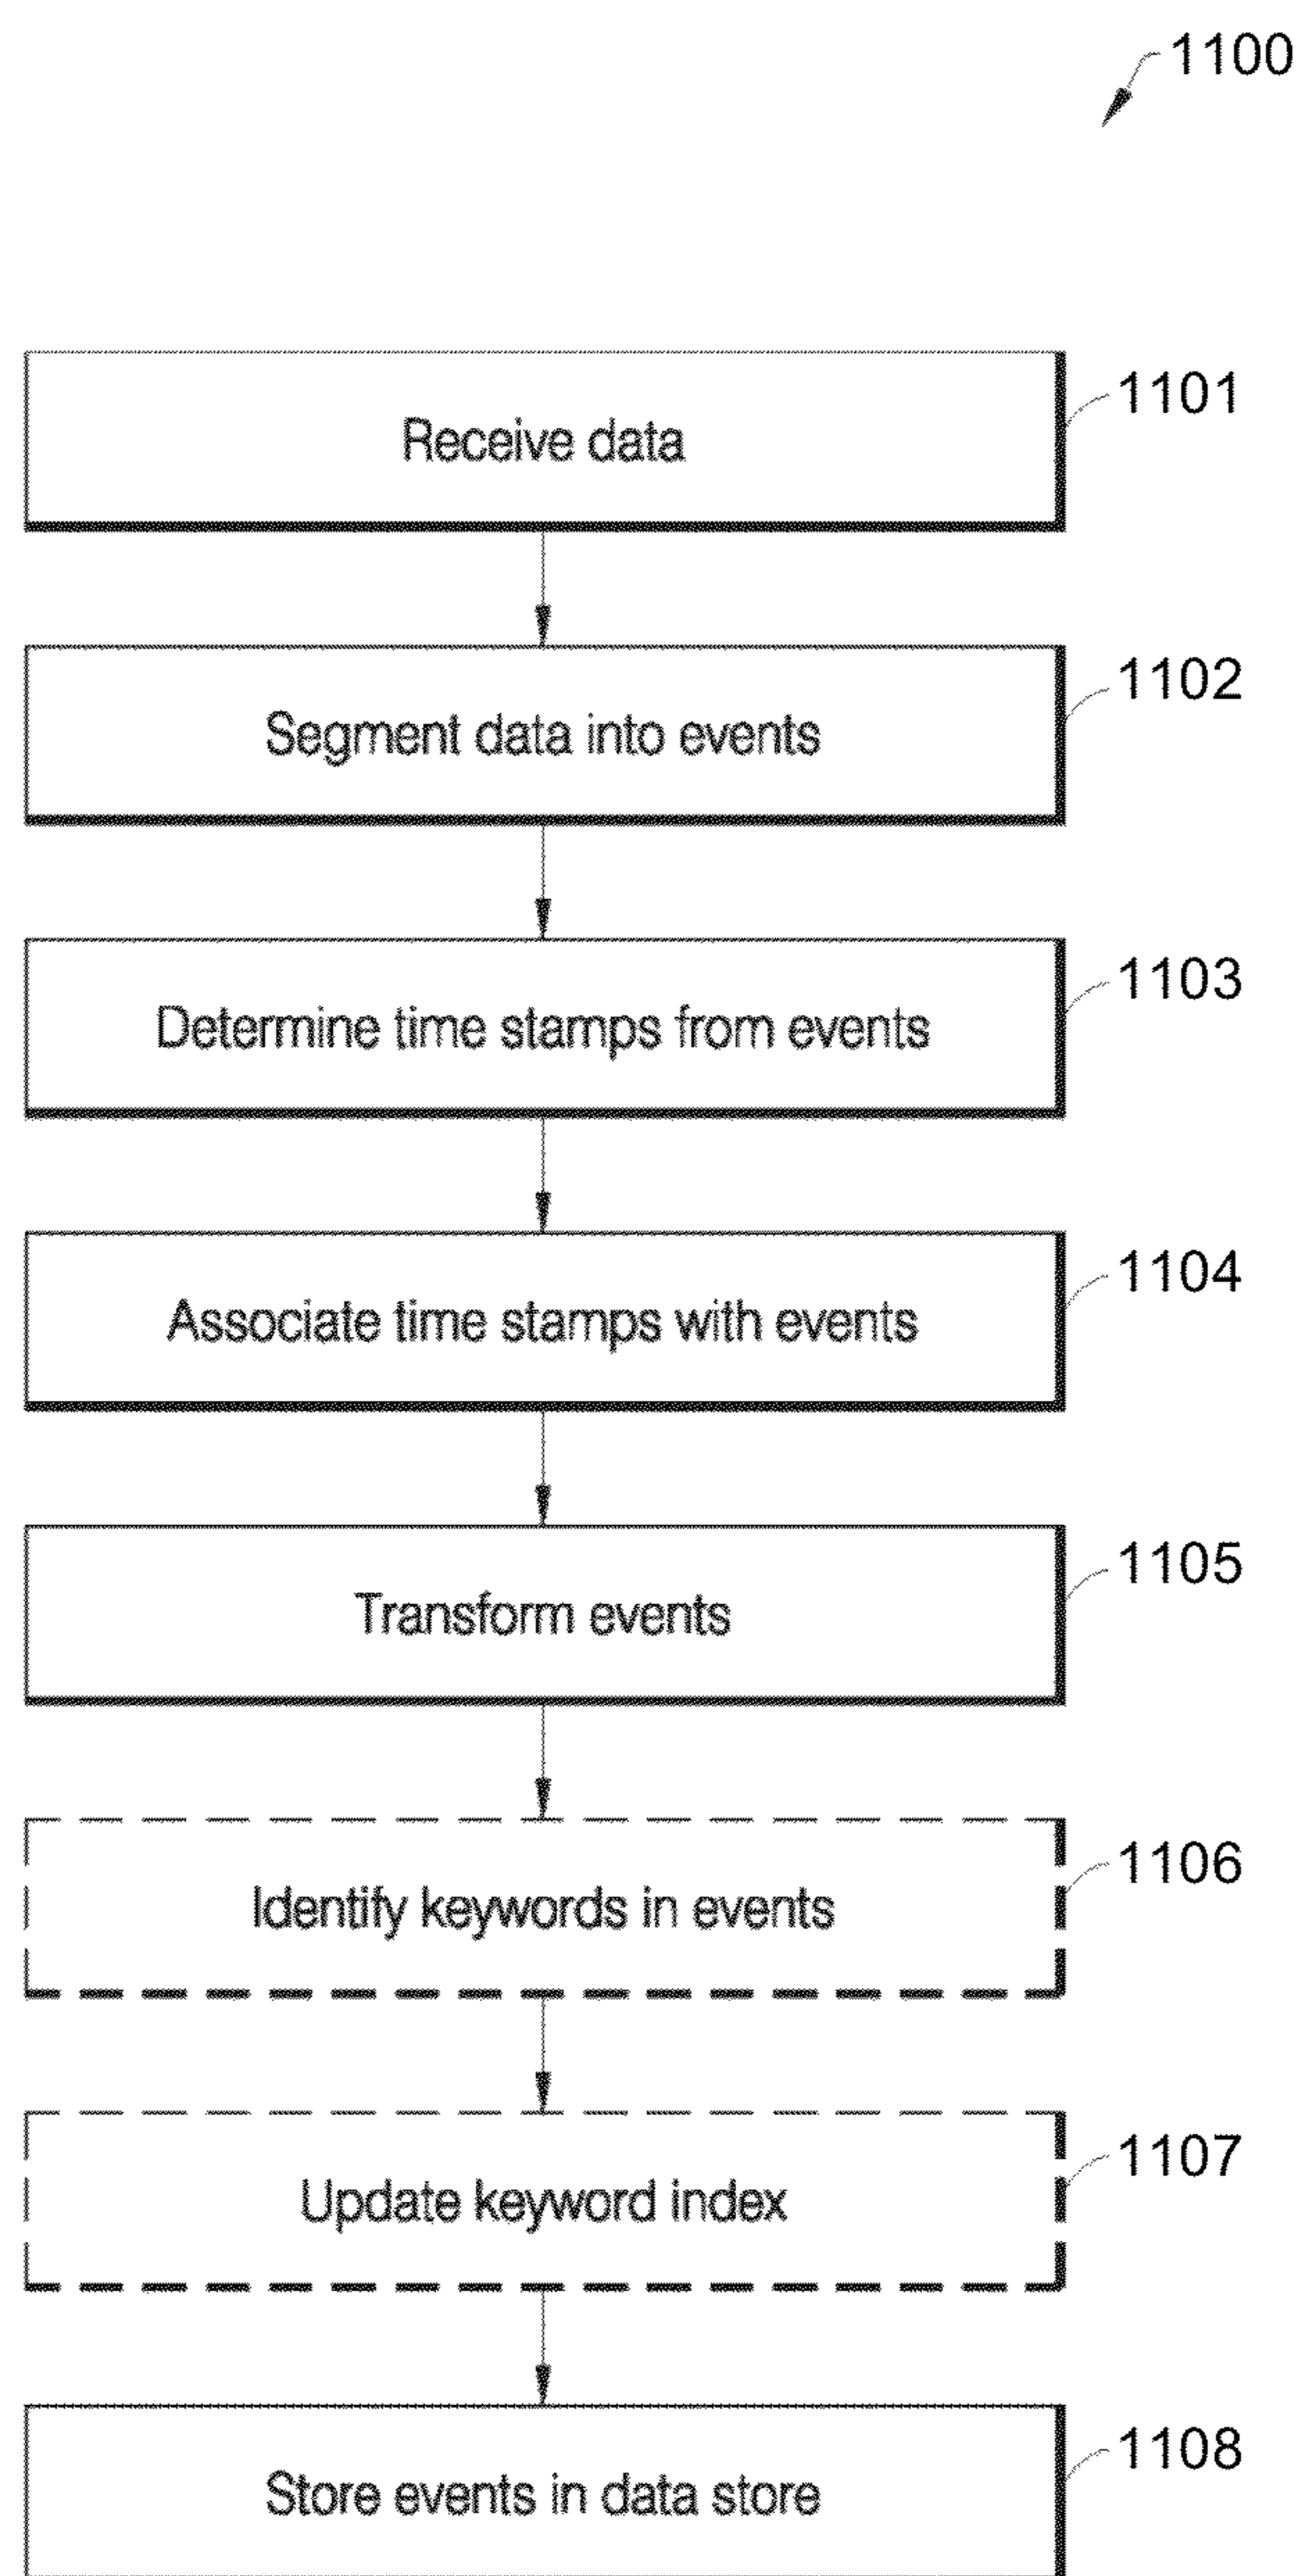 1100
Receive data
1101
Segment data into events
1102
Determine time stamps from events
1103
Associate time stamps with events
1104
Transform events
1105
Identify keywords in events
1106
Update keyword index
1107
Store events in data store
1108